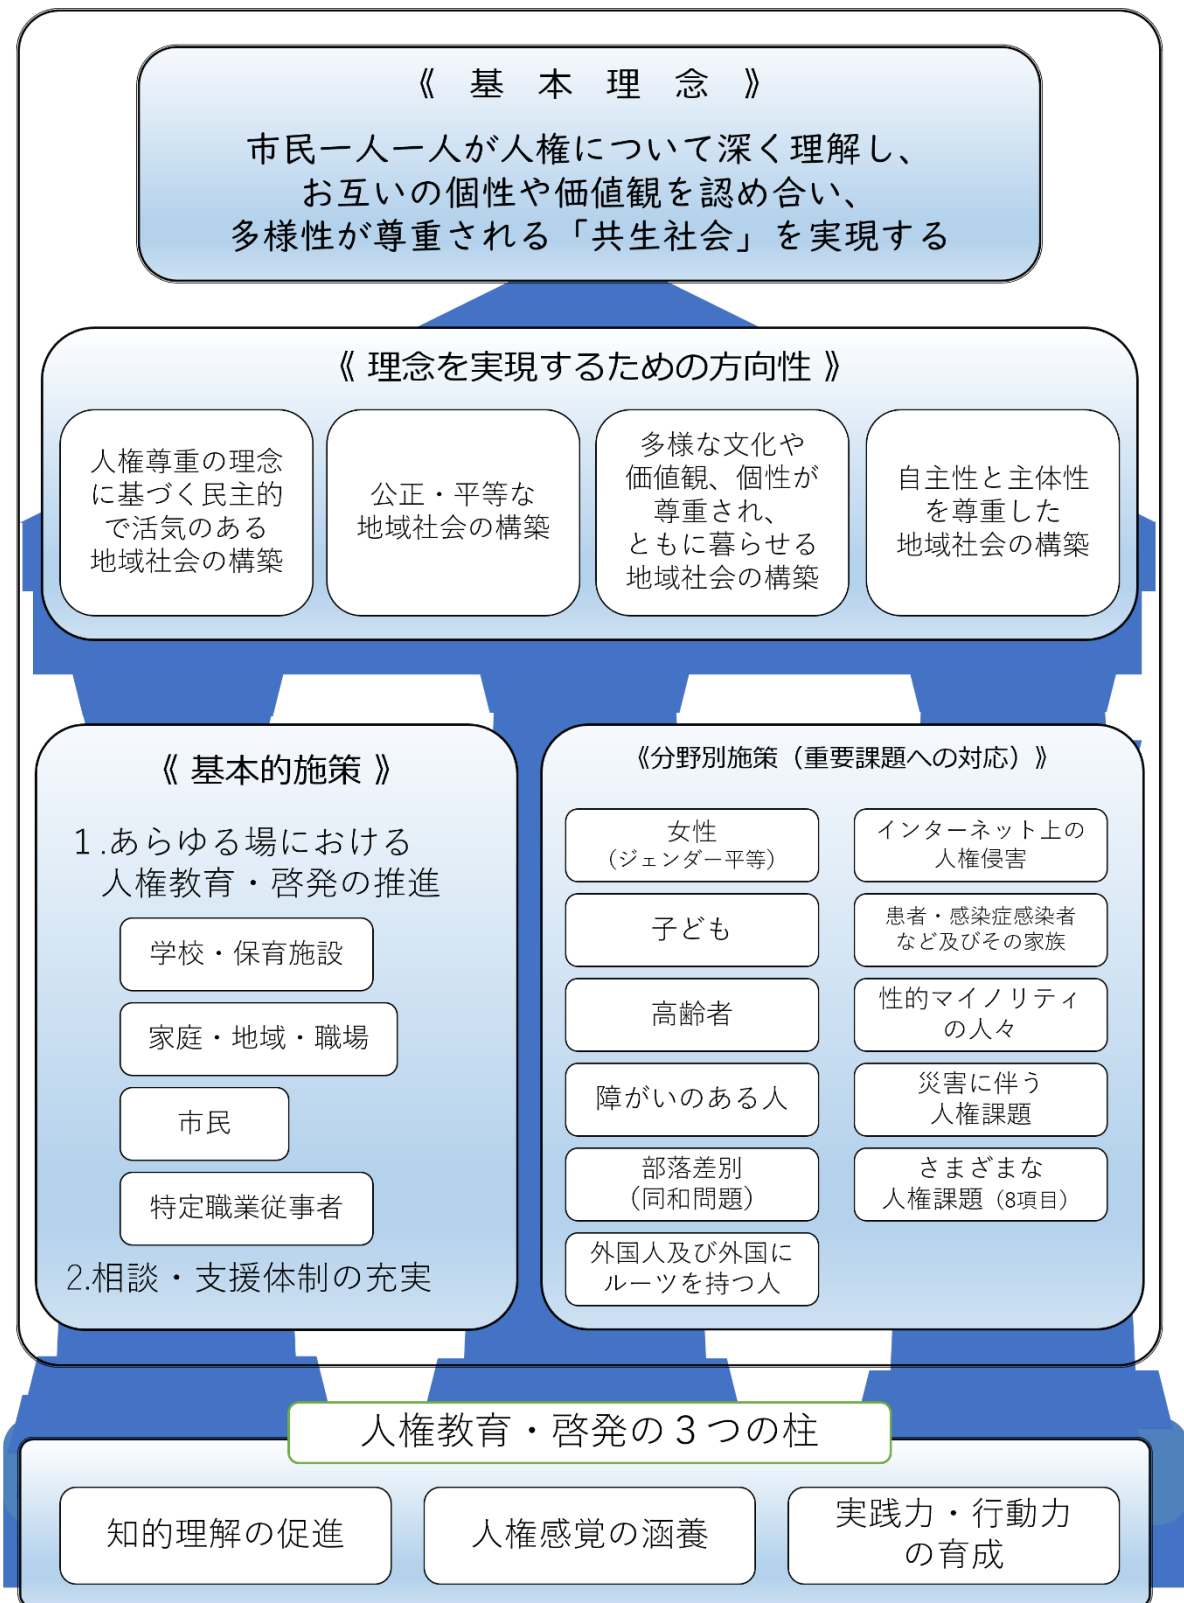 《 基 本 理 念 》
市民一人一人が人権について深く理解し、
お互いの個性や価値観を認め合い、
多様性が尊重される「共生社会」を実現する
《 理念を実現するための方向性 》
人権尊重の理念
に基づく民主的
で活気のある
地域社会の構築
公正・平等な
地域社会の構築
多様な文化や
価値観、個性が
尊重され、
ともに暮らせる
地域社会の構築
自主性と主体性
を尊重した
地域社会の構築
《 基本的施策 》
１.あらゆる場における
人権教育・啓発の推進
学校・保育施設
家庭・地域・職場
市民
特定職業従事者
2.相談・支援体制の充実
《分野別施策（重要課題への対応）》
女性
（ジェンダー平等）
子ども
高齢者
障がいのある人
部落差別
（同和問題）
外国人及び外国に
ルーツを持つ人
インターネット上の
人権侵害
患者・感染症感染者
など及びその家族
性的マイノリティ
の人々
災害に伴う
人権課題
さまざまな
人権課題（8項目）
人権教育・啓発の３つの柱
知的理解の促進
人権感覚の涵養
実践力・行動力
の育成